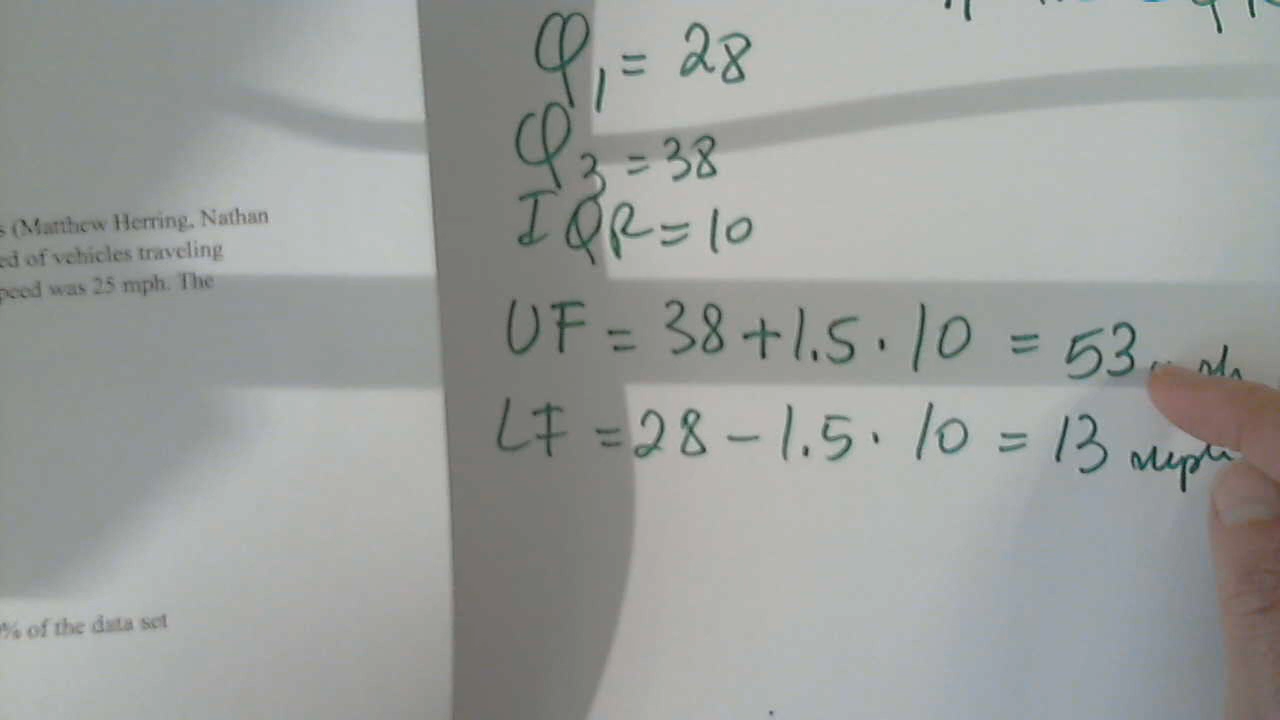 Q1 = 28
Q3 = 38
IQR = 10
UF = 38 + 1.5 · 10 = 53
LF = 28 - 1.5 · 10 = 13 mph
s (Matthew Herring, Nathan
ed of vehicles traveling
peed was 25 mph. The
% of the data set